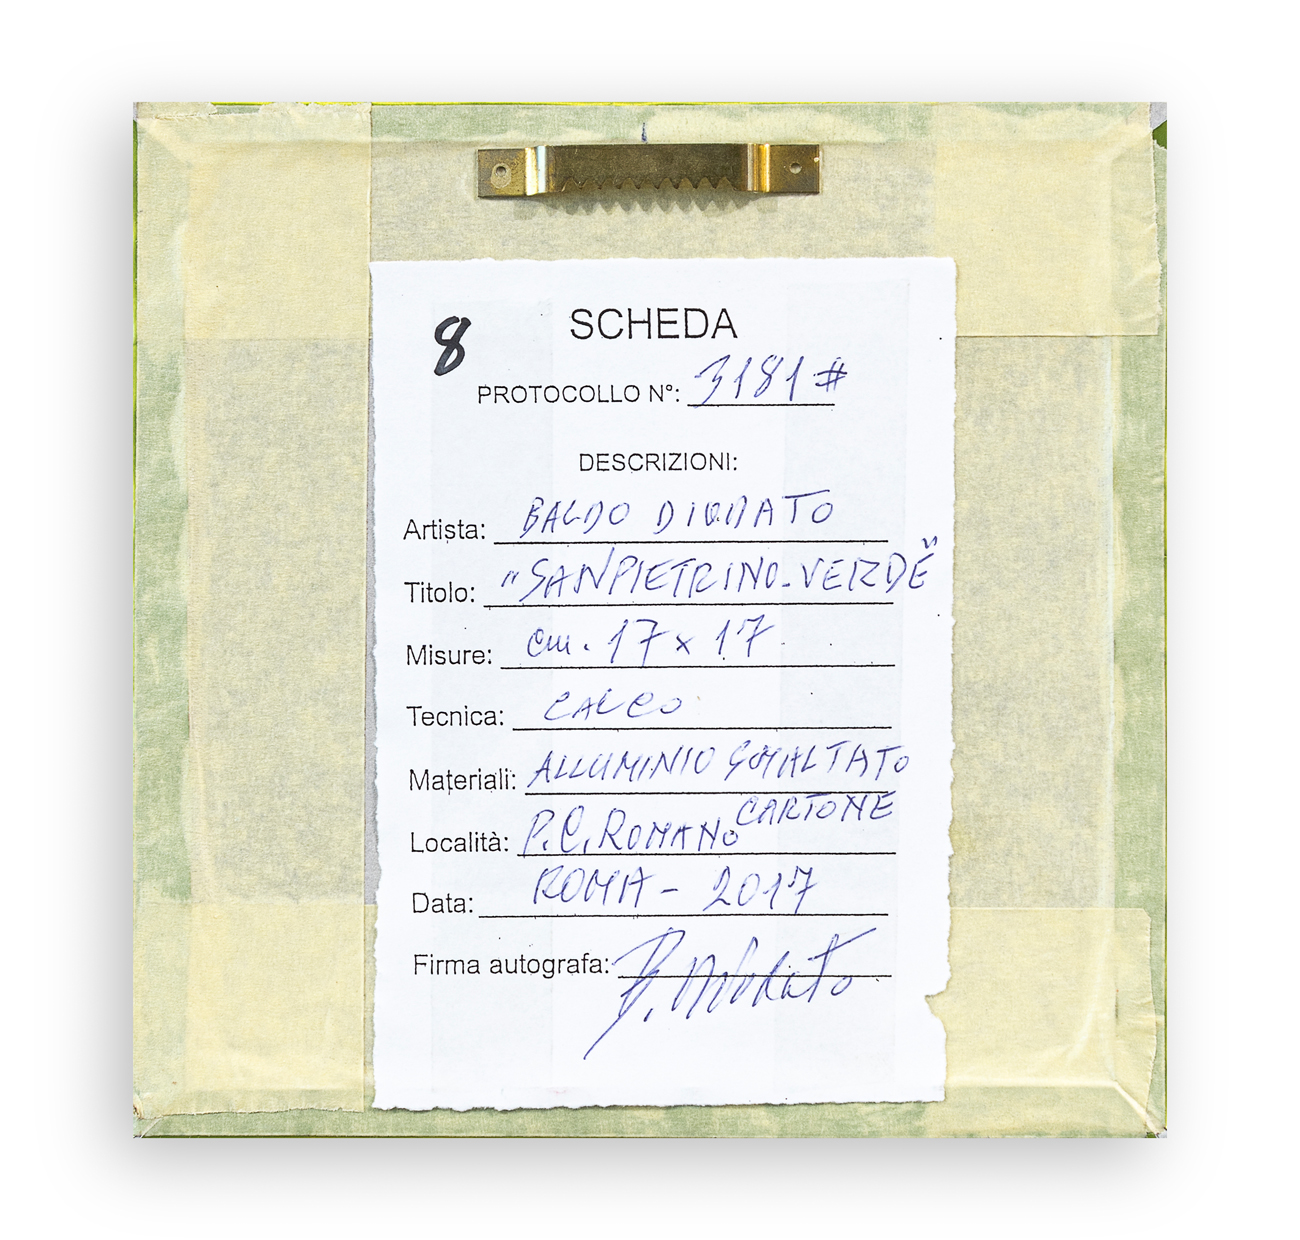 8
SCHEDA
PROTOCOLLO N°: 3181#
DESCRIZIONI:
Artista: BALDO DIODATO
Titolo: "SANPIETRINO-VERDE"
Misure: cm. 17 x 17
Tecnica: CALCO
Materiali: ALLUMINIO SMALTATO
CARTONE
Località: P.C. ROMANO
Data: ROMA - 2017
Firma autografa: B. Diodato